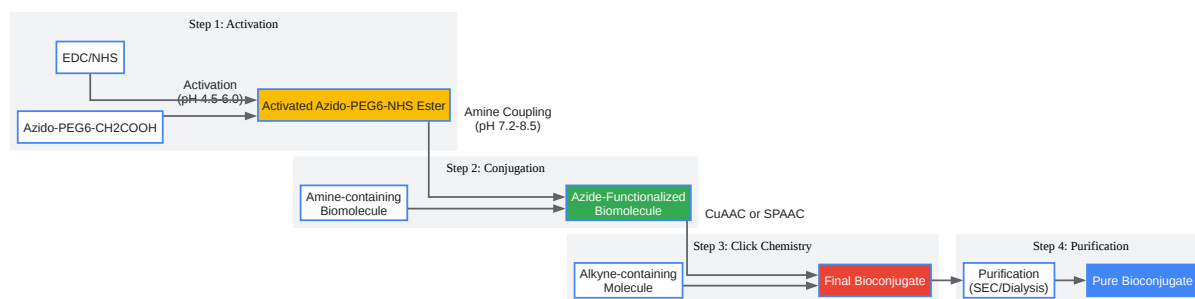 Step 1: Activation
EDC/NHS
Activation
(pH 4.5-6.0)
Activated Azido-PEG6-NHS Ester
Azido-PEG6-CH2COOH
Amine Coupling
(pH 7.2-8.5)
Step 2: Conjugation
Amine-containing
Biomolecule
Azide-Functionalized
Biomolecule
CuAAC or SPAAC
Step 3: Click Chemistry
Alkyne-containing
Molecule
Final Bioconjugate
Step 4: Purification
Purification
(SEC/Dialysis)
Pure Bioconjugate